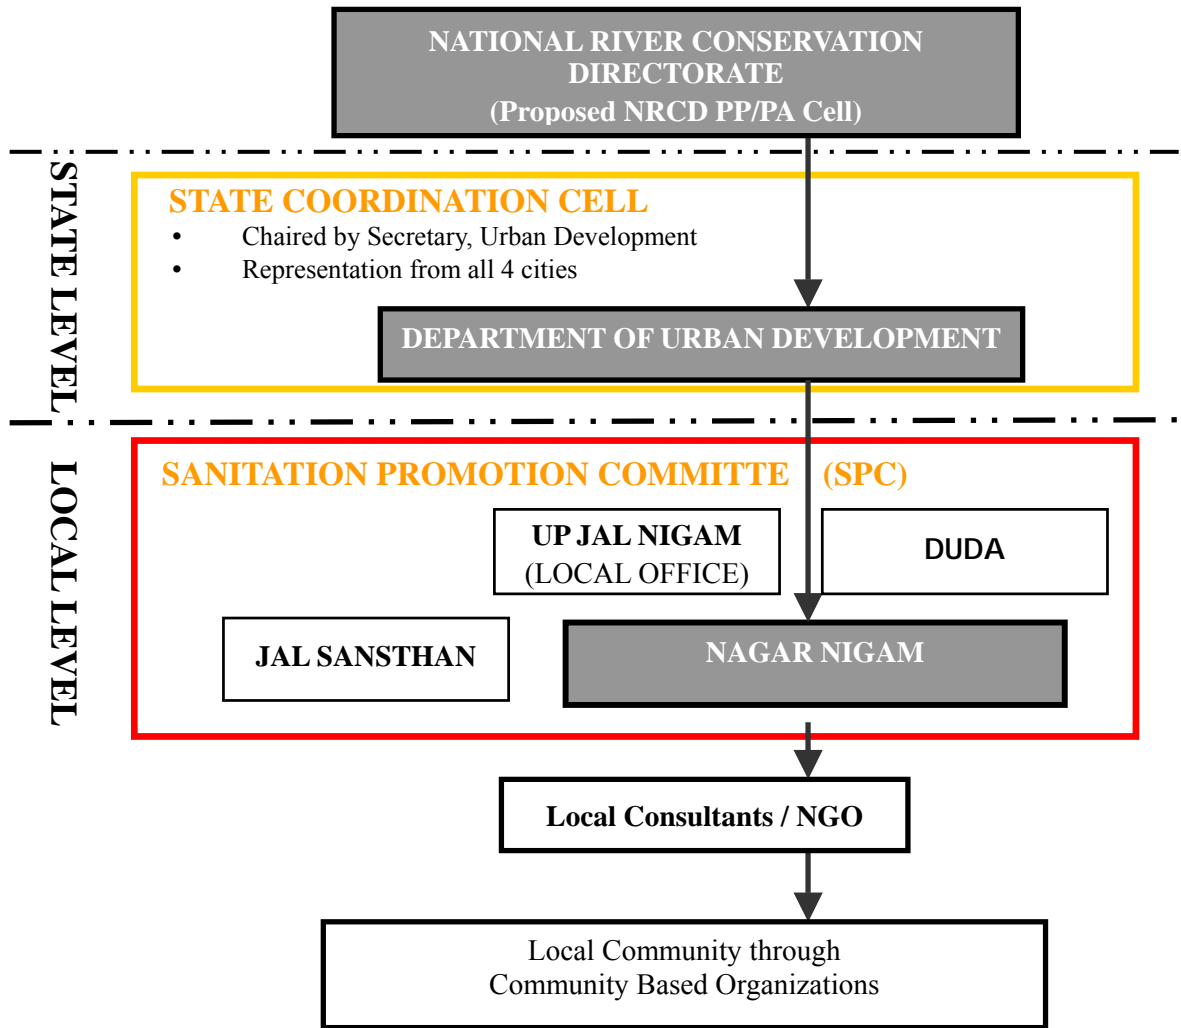 NATIONAL RIVER CONSERVATION
DIRECTORATE
(Proposed NRCD PP/PA Cell)
STATE LEVEL
STATE COORDINATION CELL
• Chaired by Secretary, Urban Development
• Representation from all 4 cities
DEPARTMENT OF URBAN DEVELOPMENT
LOCAL LEVEL
SANITATION PROMOTION COMMITTE (SPC)
UP JAL NIGAM
(LOCAL OFFICE)
DUDA
JAL SANSTHAN
NAGAR NIGAM
Local Consultants / NGO
Local Community through
Community Based Organizations